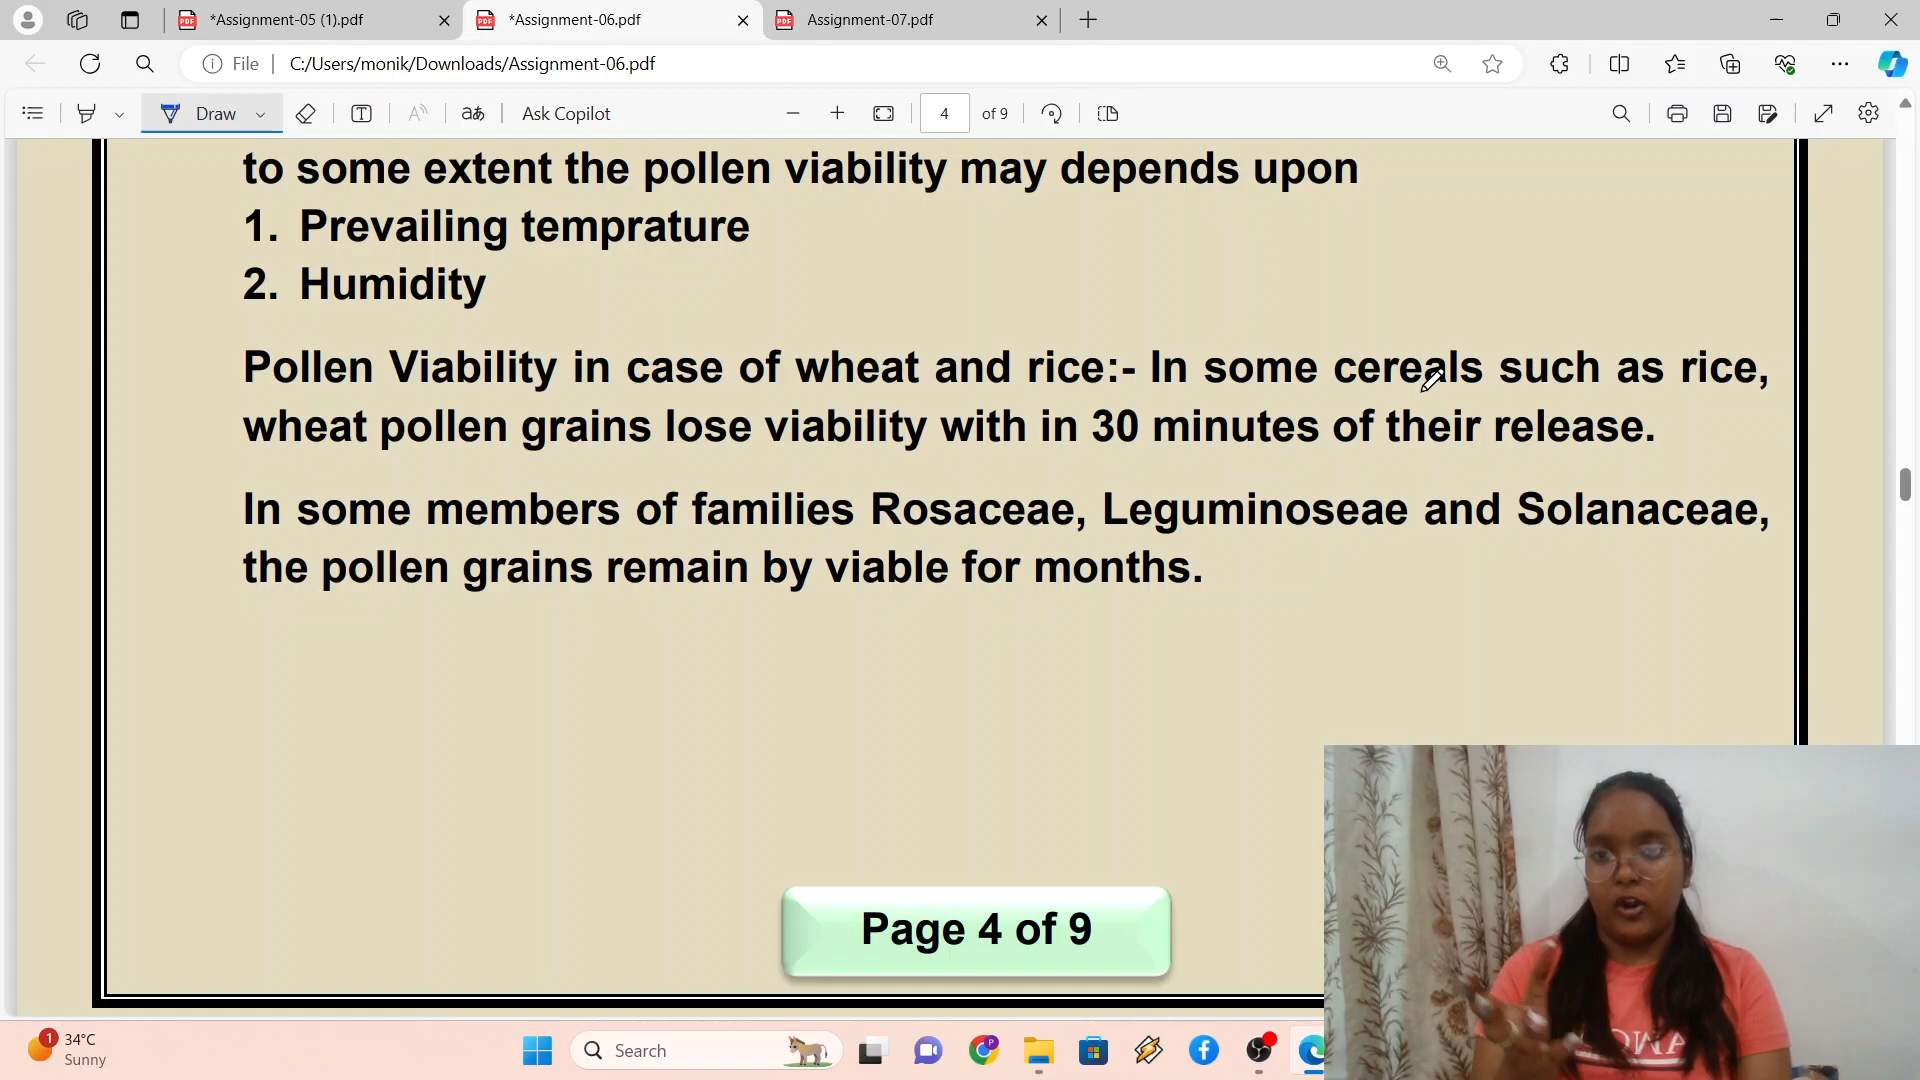 *Assignment-05 (1).pdf
*Assignment-06.pdf
Assignment-07.pdf
File
C:/Users/monik/Downloads/Assignment-06.pdf
Draw
Ask Copilot
4
of 9
to some extent the pollen viability may depends upon
1. Prevailing temprature
2. Humidity
Pollen Viability in case of wheat and rice:- In some cereals such as rice,
wheat pollen grains lose viability with in 30 minutes of their release.
In some members of families Rosaceae, Leguminoseae and Solanaceae,
the pollen grains remain by viable for months.
Page 4 of 9
1
34°C
Sunny
Search